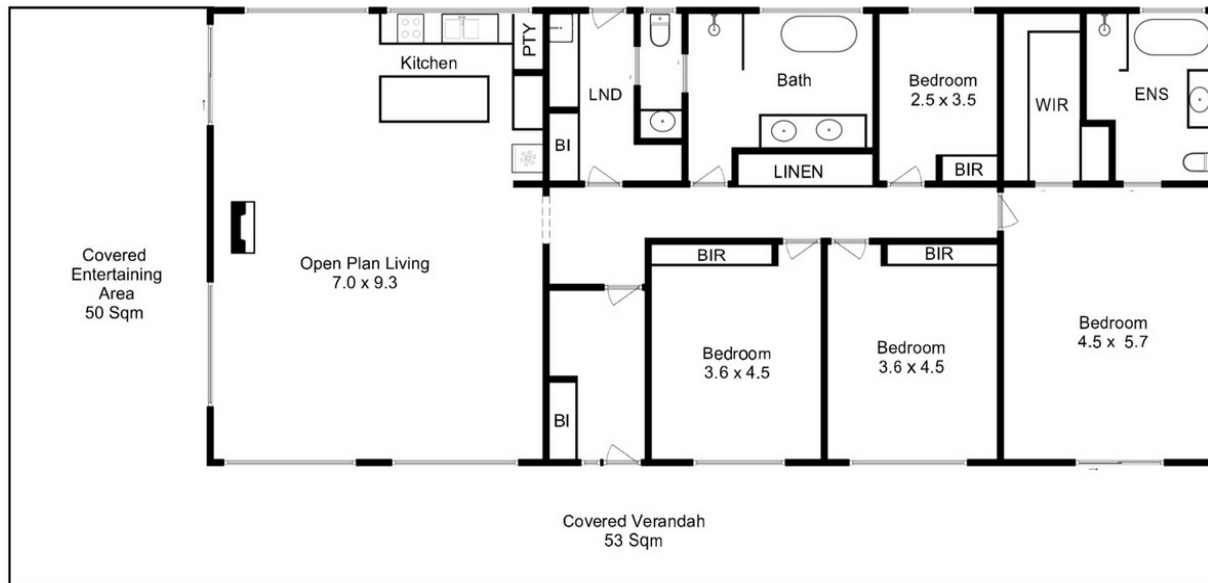 Kitchen
PTY
LND
BI
Bath
LINEN
Bedroom
2.5 x 3.5
BIR
WIR
ENS
Covered
Entertaining
Area
50 Sqm
Open Plan Living
7.0 x 9.3
BI
BIR
Bedroom
3.6 x 4.5
BIR
Bedroom
3.6 x 4.5
Bedroom
4.5 x 5.7
Covered Verandah
53 Sqm